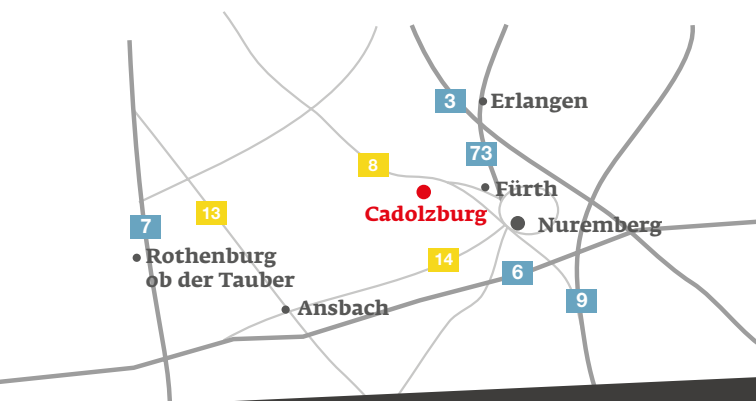 3
Erlangen
73
8
Fürth
Cadolzburg
13
7
Nuremberg
Rothenburg
ob der Tauber
14
6
9
Ansbach